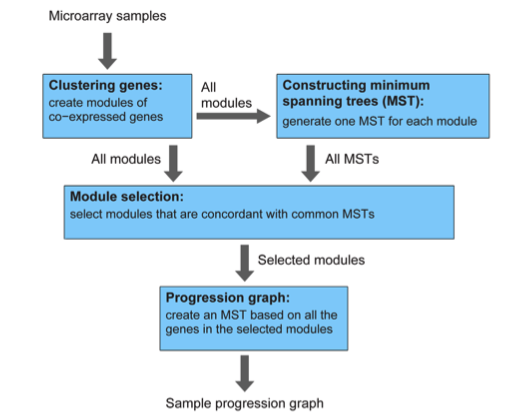 Microarray samples
Clustering genes:
create modules of
co−expressed genes
All
modules
Constructing minimum
spanning trees (MST):
generate one MST for each module
All modules
All MSTs
Module selection:
select modules that are concordant with common MSTs
Selected modules
Progression graph:
create an MST based on all the
genes in the selected modules
Sample progression graph